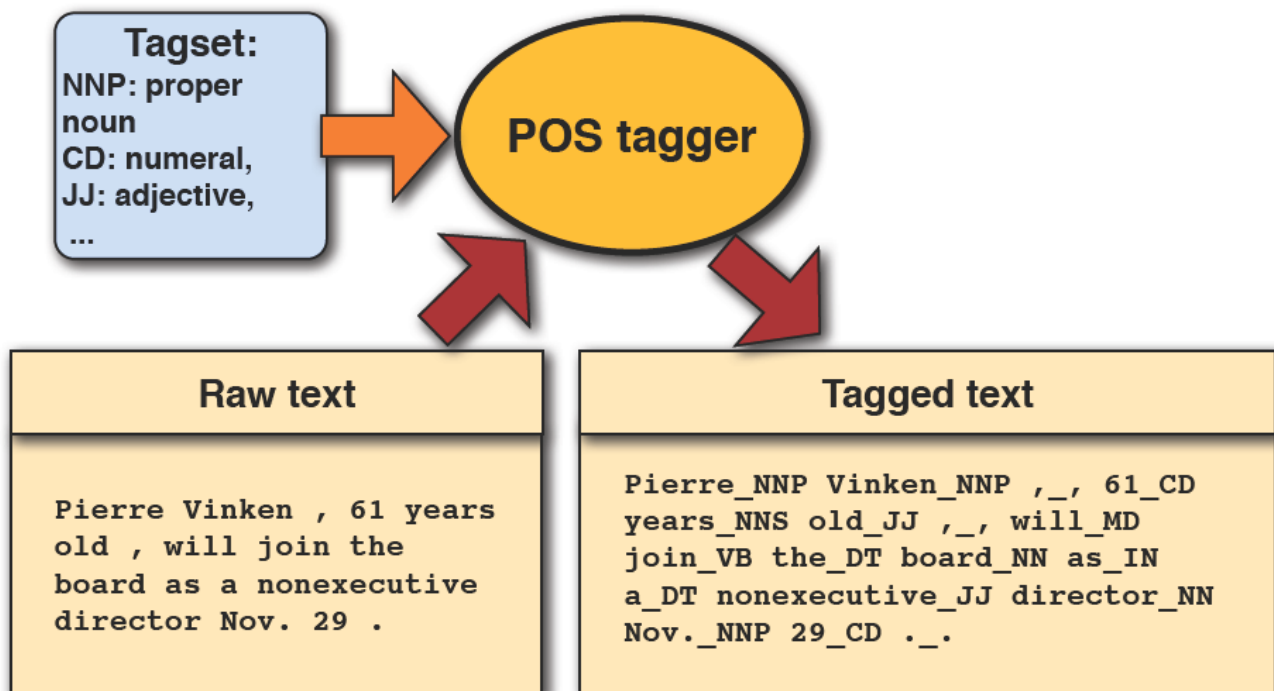 Tagset:
NNP: proper
noun
CD: numeral,
JJ: adjective,
...
POS tagger
Raw text
Pierre Vinken , 61 years
old , will join the
board as a nonexecutive
director Nov. 29 .
Tagged text
Pierre_NNP Vinken_NNP ,_, 61_CD
years_NNS old_JJ ,_, will_MD
join_VB the_DT board_NN as_IN
a_DT nonexecutive_JJ director_NN
Nov._NNP 29_CD ._.